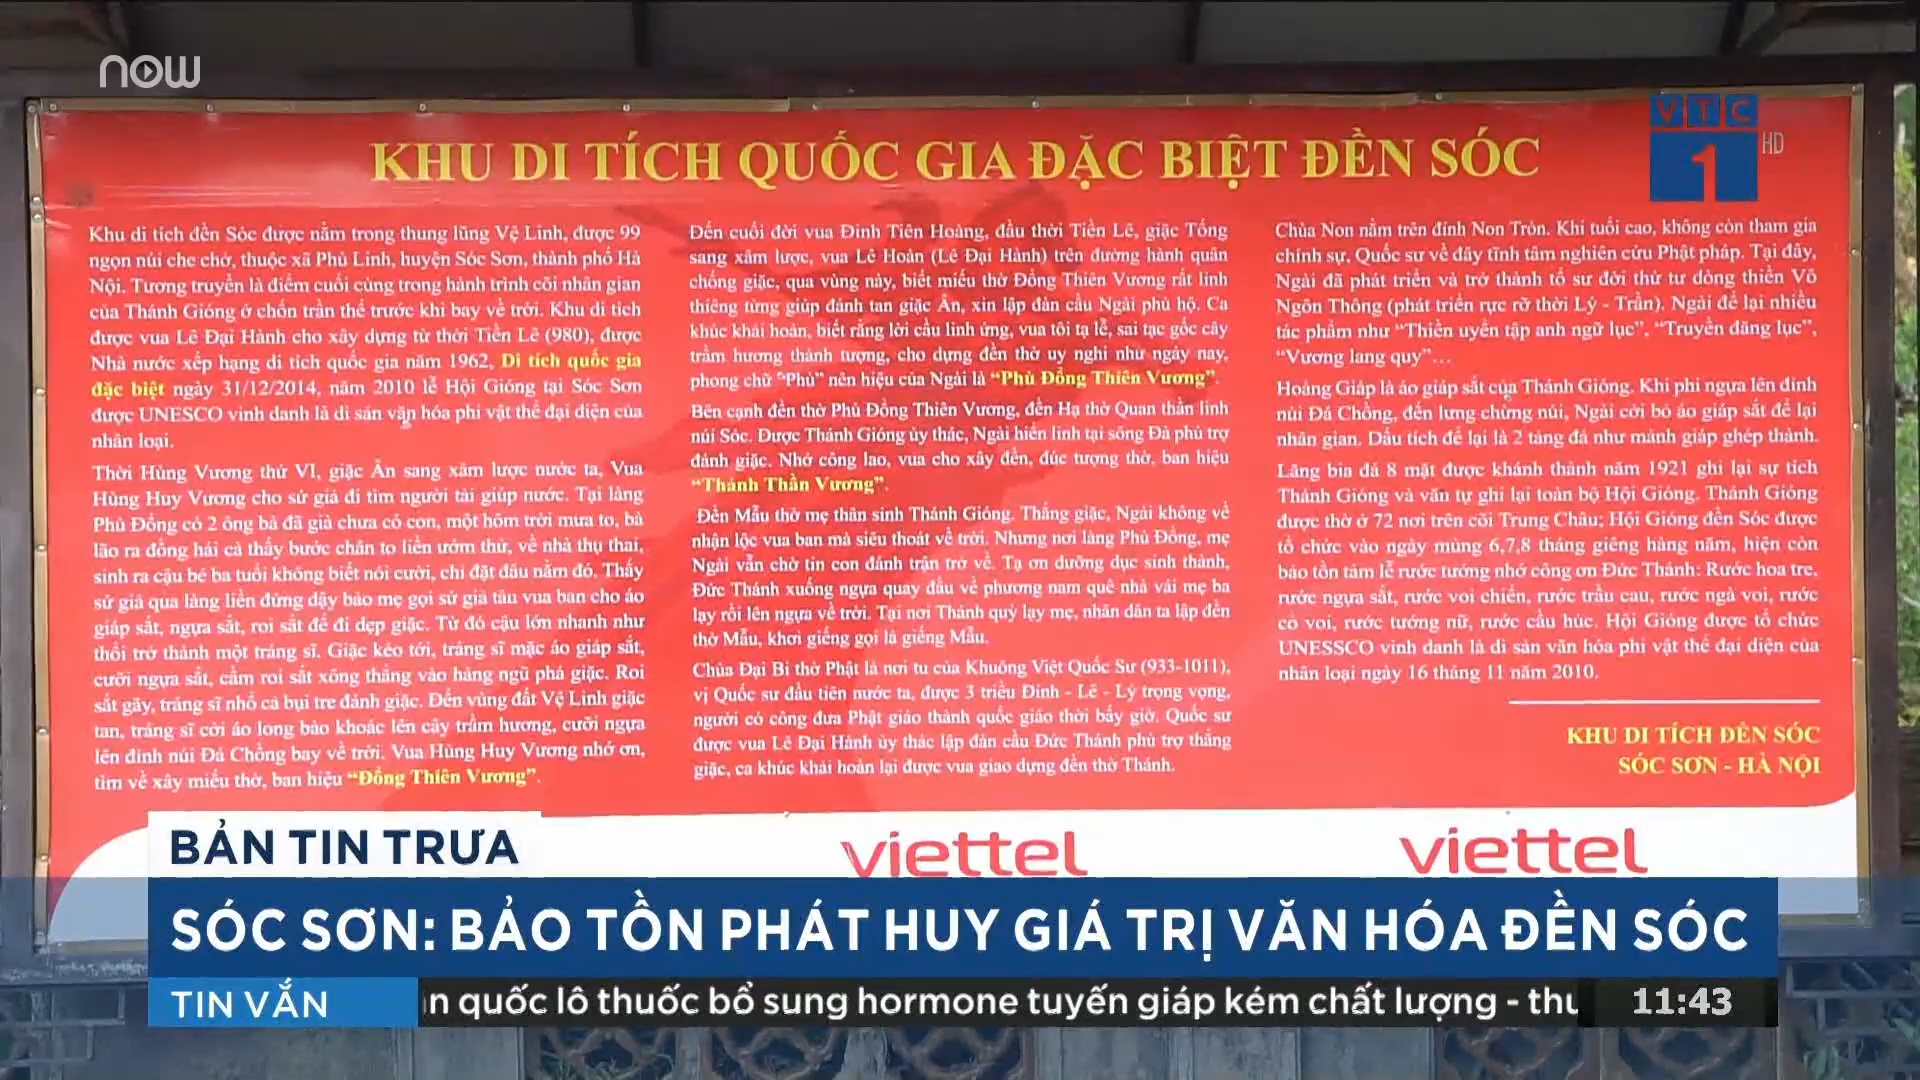 now
VTC
1
HD
KHU DI TÍCH QUỐC GIA ĐẶC BIỆT ĐỀN SÓC
Khu di tích đền Sóc được nằm trong thung lũng Vệ Linh, được 99
ngọn núi che chở, thuộc xã Phù Linh, huyện Sóc Sơn, thành phố Hà
Nội. Tương truyền là điểm cuối cùng trong hành trình cõi nhân gian
của Thánh Gióng ở chốn trần thế trước khi bay về trời. Khu di tích
được vua Lê Đại Hành cho xây dựng từ thời Tiền Lê (980), được
Nhà nước xếp hạng di tích quốc gia năm 1962, Di tích quốc gia
đặc biệt ngày 31/12/2014, năm 2010 lễ Hội Gióng tại Sóc Sơn
được UNESCO vinh danh là di sản văn hóa phi vật thể đại diện của
nhân loại.
Thời Hùng Vương thứ VI, giặc Ân sang xâm lược nước ta, Vua
Hùng Huy Vương cho sứ giả đi tìm người tài giúp nước. Tại làng
Phù Đổng có 2 ông bà đã già chưa có con, một hôm trời mưa to, bà
lão ra đồng hái cà thấy bước chân to liền ướm thử, về nhà thụ thai,
sinh ra cậu bé ba tuổi không biết nói cười, chỉ đặt đâu nằm đó. Thấy
sứ giả qua làng liền đứng dậy bảo mẹ gọi sứ giả tâu vua ban cho áo
giáp sắt, ngựa sắt, roi sắt để đi dẹp giặc. Từ đó cậu lớn nhanh như
thổi trở thành một tráng sĩ. Giặc kéo tới, tráng sĩ mặc áo giáp sắt,
cưỡi ngựa sắt, cầm roi sắt xông thẳng vào hàng ngũ phá giặc. Roi
sắt gãy, tráng sĩ nhổ cả bụi tre đánh giặc. Đến vùng đất Vệ Linh giặc
tan, tráng sĩ cởi áo long bào khoác lên cây trầm hương, cưỡi ngựa
lên đỉnh núi Đá Chồng bay về trời. Vua Hùng Huy Vương nhớ ơn,
tìm về xây miếu thờ, ban hiệu “Đổng Thiên Vương”.
Đến cuối đời vua Đinh Tiên Hoàng, đầu thời Tiền Lê, giặc Tống
sang xâm lược, vua Lê Hoàn (Lê Đại Hành) trên đường hành quân
chống giặc, qua vùng này, biết miếu thờ Đổng Thiên Vương rất linh
thiêng từng giúp đánh tan giặc Ân, xin lập đàn cầu Ngài phù hộ. Ca
khúc khải hoàn, biết rằng lời cầu linh ứng, vua tôi tạ lễ, sai tạc gốc cây
trầm hương thành tượng, cho dựng đền thờ uy nghi như ngày nay,
phong chữ “Phù” nên hiệu của Ngài là “Phù Đổng Thiên Vương”.
Bên cạnh đền thờ Phù Đổng Thiên Vương, đền Hạ thờ Quan thần linh
núi Sóc. Được Thánh Gióng ủy thác, Ngài hiển linh tại sông Đà phù trợ
đánh giặc. Nhớ công lao, vua cho xây đền, đúc tượng thờ, ban hiệu
“Thánh Thần Vương”.
Đền Mẫu thờ mẹ thân sinh Thánh Gióng. Thắng giặc, Ngài không về
nhận lộc vua ban mà siêu thoát về trời. Nhưng nơi làng Phù Đổng, mẹ
Ngài vẫn chờ tin con đánh trận trở về. Tạ ơn dưỡng dục sinh thành,
Đức Thánh xuống ngựa quay đầu về phương nam quê nhà vái mẹ ba
lạy rồi lên ngựa về trời. Tại nơi Thánh quỳ lạy mẹ, nhân dân ta lập đền
thờ Mẫu, khơi giếng gọi là giếng Mẫu.
Chùa Đại Bi thờ Phật là nơi tu của Khuông Việt Quốc Sư (933-1011),
vị Quốc sư đầu tiên nước ta, được 3 triều Đinh - Lê - Lý trọng vọng,
người có công đưa Phật giáo thành quốc giáo thời bấy giờ. Quốc sư
được vua Lê Đại Hành ủy thác lập đàn cầu Đức Thánh phù trợ thắng
giặc, ca khúc khải hoàn lại được vua giao dựng đền thờ Thánh.
Chùa Non nằm trên đỉnh Non Tròn. Khi tuổi cao, không còn tham gia
chính sự, Quốc sư về đây tĩnh tâm nghiên cứu Phật pháp. Tại đây,
Ngài đã phát triển và trở thành tổ sư đời thứ tư dòng thiền Vô
Ngôn Thông (phát triển rực rỡ thời Lý - Trần). Ngài để lại nhiều
tác phẩm như “Thiền uyển tập anh ngữ lục”, “Truyền đăng lục”,
“Vương lang quy”...
Hoàng Giáp là áo giáp sắt của Thánh Gióng. Khi phi ngựa lên đỉnh
núi Đá Chồng, đến lưng chừng núi, Ngài cởi bỏ áo giáp sắt để lại
nhân gian. Dấu tích để lại là 2 tảng đá như mảnh giáp ghép thành.
Lăng bia đá 8 mặt được khánh thành năm 1921 ghi lại sự tích
Thánh Gióng và văn tự ghi lại toàn bộ Hội Gióng. Thánh Gióng
được thờ ở 72 nơi trên cõi Trung Châu; Hội Gióng đền Sóc được
tổ chức vào ngày mùng 6,7,8 tháng giêng hàng năm, hiện còn
bảo tồn tám lễ rước tưởng nhớ công ơn Đức Thánh: Rước hoa tre,
rước ngựa sắt, rước voi chiến, rước trầu cau, rước ngà voi, rước
cỏ voi, rước tướng nữ, rước cầu húc. Hội Gióng được tổ chức
UNESSCO vinh danh là di sản văn hóa phi vật thể đại diện của
nhân loại ngày 16 tháng 11 năm 2010.
KHU DI TÍCH ĐỀN SÓC
SÓC SƠN - HÀ NỘI
viettel
viettel
BẢN TIN TRƯA
SÓC SƠN: BẢO TỒN PHÁT HUY GIÁ TRỊ VĂN HÓA ĐỀN SÓC
TIN VẮN
quốc lô thuốc bổ sung hormone tuyến giáp kém chất lượng - thu
11:43